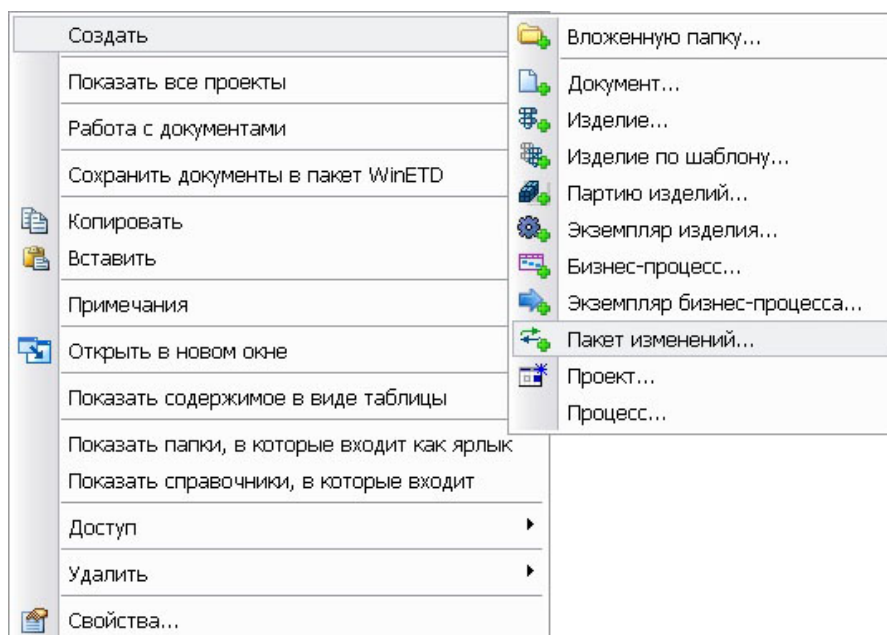 Создать
Показать все проекты
Работа с документами
Сохранить документы в пакет WinETD
Копировать
Вставить
Примечания
Открыть в новом окне
Показать содержимое в виде таблицы
Показать папки, в которые входит как ярлык
Показать справочники, в которые входит
Доступ
Удалить
Свойства...
Вложенную папку...
Документ...
Изделие...
Изделие по шаблону...
Партию изделий...
Экземпляр изделия...
Бизнес-процесс...
Экземпляр бизнес-процесса...
Пакет изменений...
Проект...
Процесс...